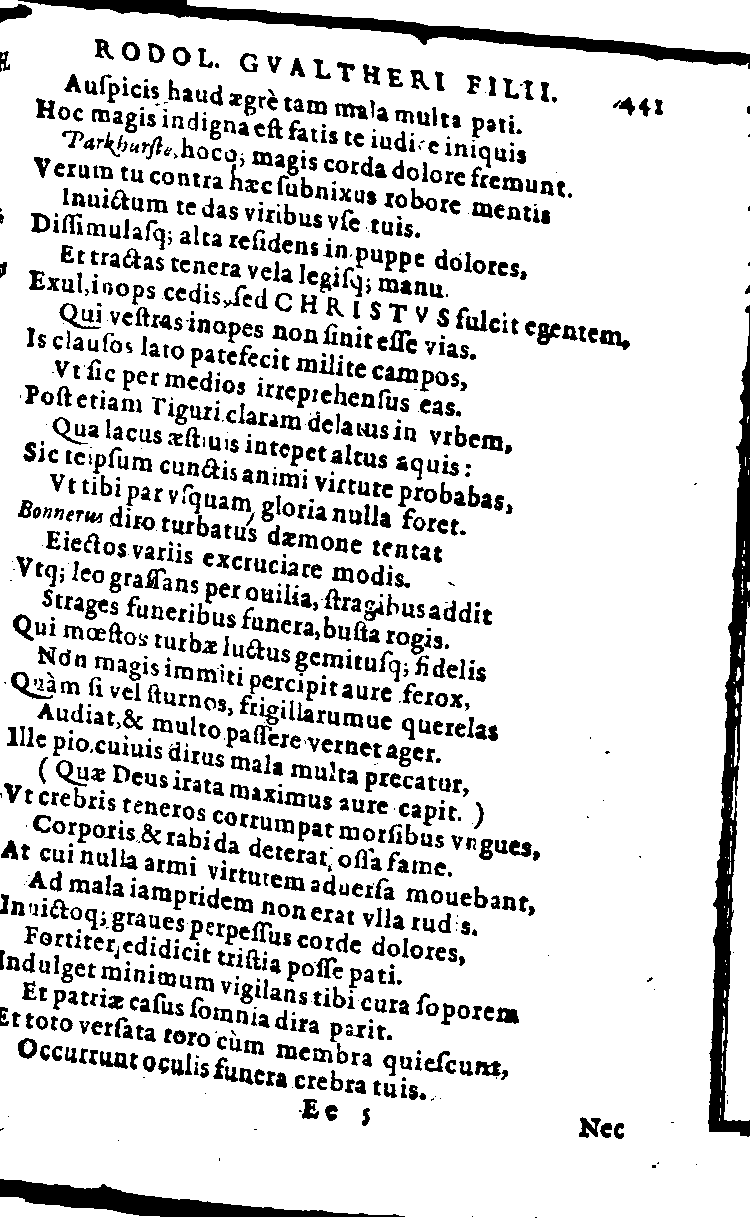 RODOL. GVALTHERI FILII. 441
Auſpicis haud ægrè tam mala multa pati.
Hoc magis indigna eſt fatis te iudice iniquis
Parkhurſte, hocq; magis corda dolore fremunt.
Verum tu contra hæc ſubnixus robore mentis
Inuictum te das viribus vſe tuis.
Diſſimulaſq; alta reſidens in puppe dolores,
Et tractas tenera vela legiſq; manu.
Exul, inops cedis, ſed CHRISTVS fulcit egentem,
Qui veſtras inopes non ſinit eſſe vias.
Is clauſos lato patefecit milite campos,
Vt ſic per medios irreprehenſus eas.
Poſt etiam Tiguri claram delatus in vrbem,
Qua lacus æſtiuis intepet altus aquis:
Sic teipſum cunctis animi virtute probabas,
Vt tibi par vſquam gloria nulla foret.
Bonnerus diro turbatus dæmone tentat
Eiectos variis excruciare modis.
Vtq; leo graſſans per ouilia, ſtragibus addit
Strages funeribus funera, buſta rogis.
Qui mœſtos turbæ luctus gemituſq; fidelis
Non magis immiti percipit aure ferox,
Quàm ſi vel ſturnos, frigillarumue querelas
Audiat, & multo paſſere vernet ager.
Ille pio cuiuis dirus mala multa precatur,
(Quæ Deus irata maximus aure capit.)
Vt crebris teneros corrumpat morſibus vngues,
Corporis & rabida deterat oſſa fame.
At cui nulla armi virtutem aduerſa mouebant,
Ad mala iampridem non erat vlla rudis.
Inuictoq; graues perpeſſus corde dolores,
Fortiter, edidicit triſtia poſſe pati.
Indulget minimum vigilans tibi cura ſoporem
Et patriæ caſus ſomnia dira parit.
Et toto verſata toro cùm membra quieſcunt,
Occurrunt oculis funera crebra tuis.
Ee 5
Nec